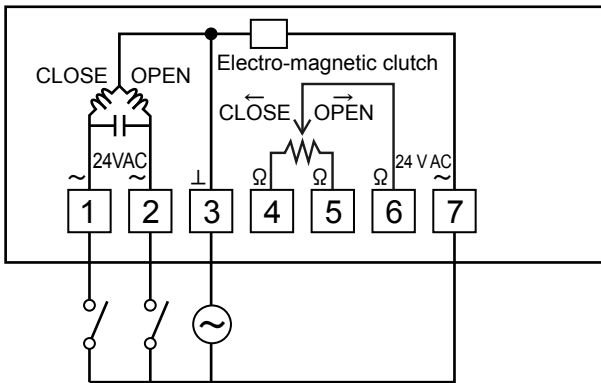 Electro-magnetic clutch
CLOSE OPEN
← →
CLOSE OPEN
24VAC
24 V AC
~ ~ ⊥ Ω Ω Ω ~
1 2 3 4 5 6 7
~